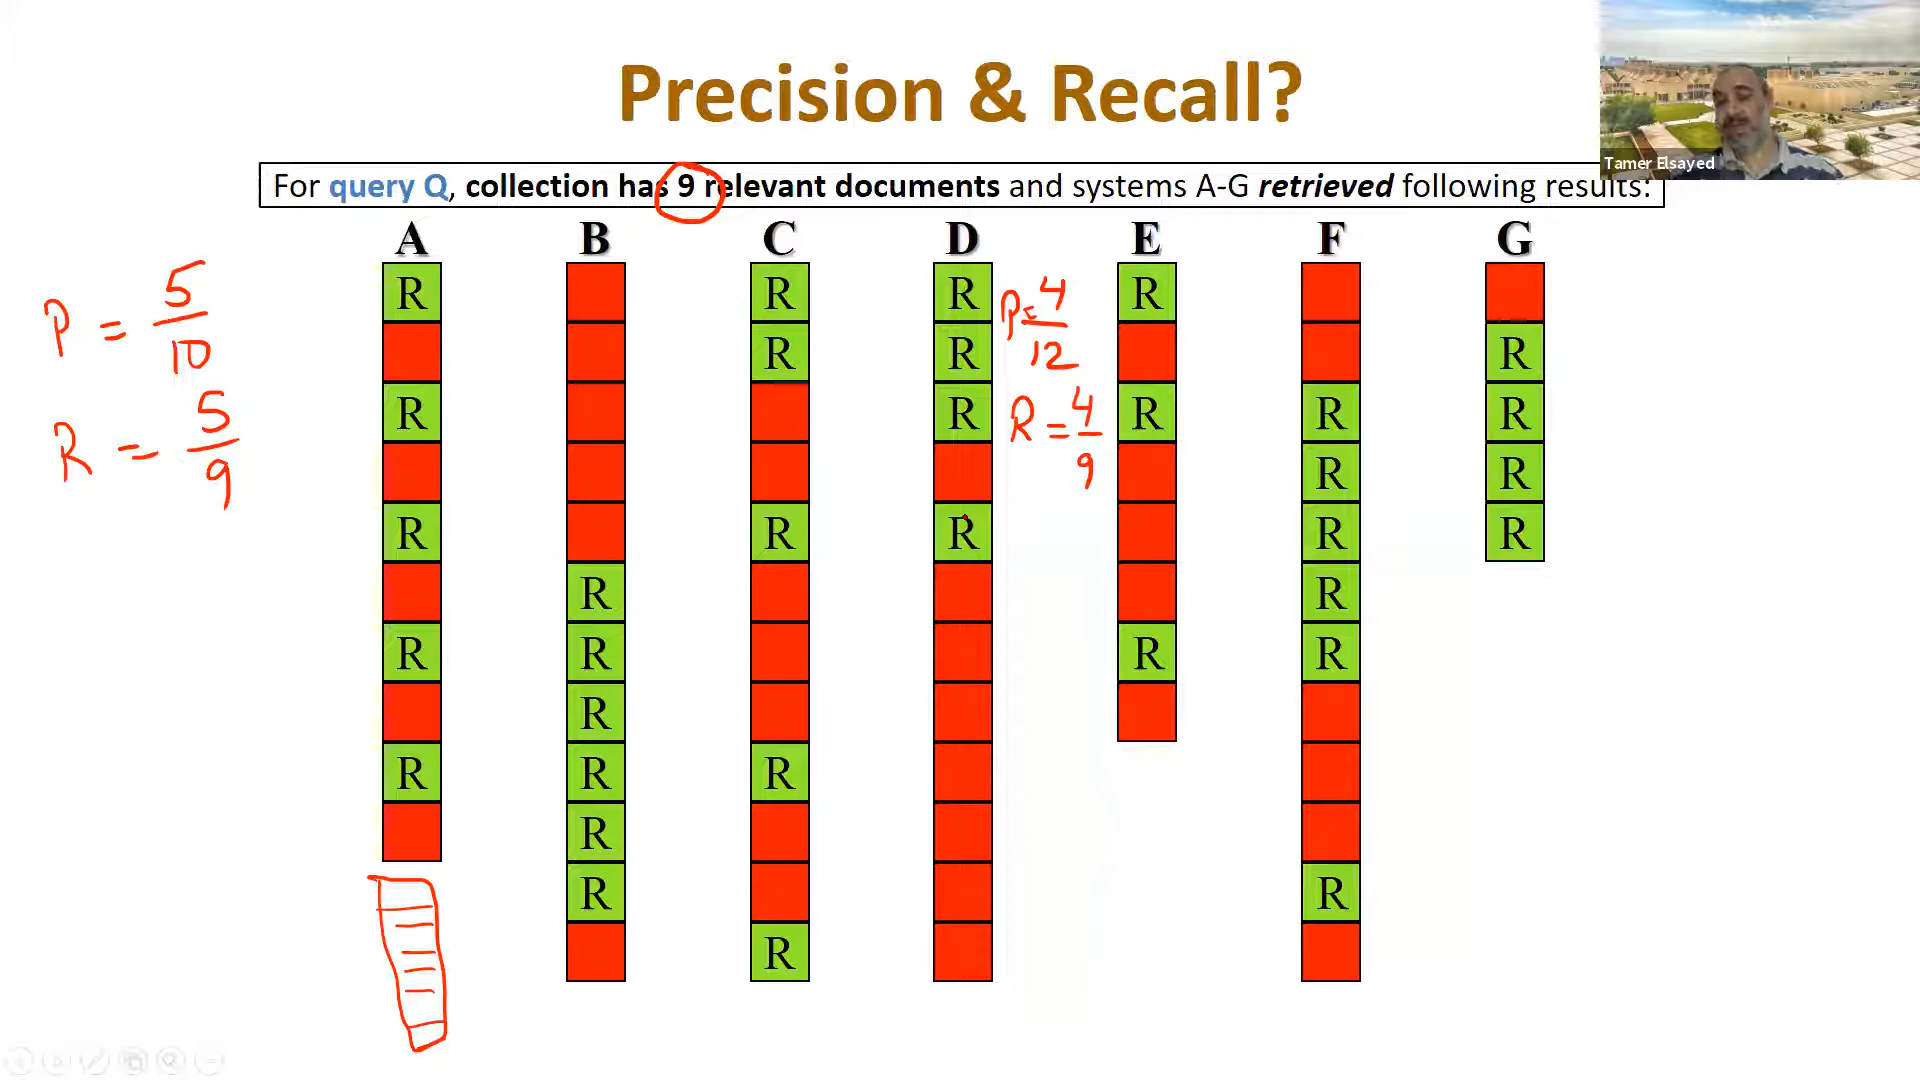 Precision & Recall?
Tamer Elsayed
For query Q, collection has 9 relevant documents and systems A-G retrieved following results:
A B C D E F G
R R R R
R R R
R R R R R
R R
R R R R R
R R
R R R R
R
R R R
R
R R
R
P = 5/10
R = 5/9
P = 4/12
R = 4/9